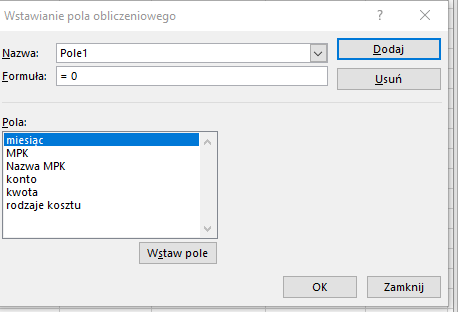 Wstawianie pola obliczeniowego
Nazwa: Pole1 Dodaj
Formuła: = 0 Usuń
Pola:
miesiąc
MPK
Nazwa MPK
konto
kwota
rodzaje kosztu
Wstaw pole
OK Zamknij